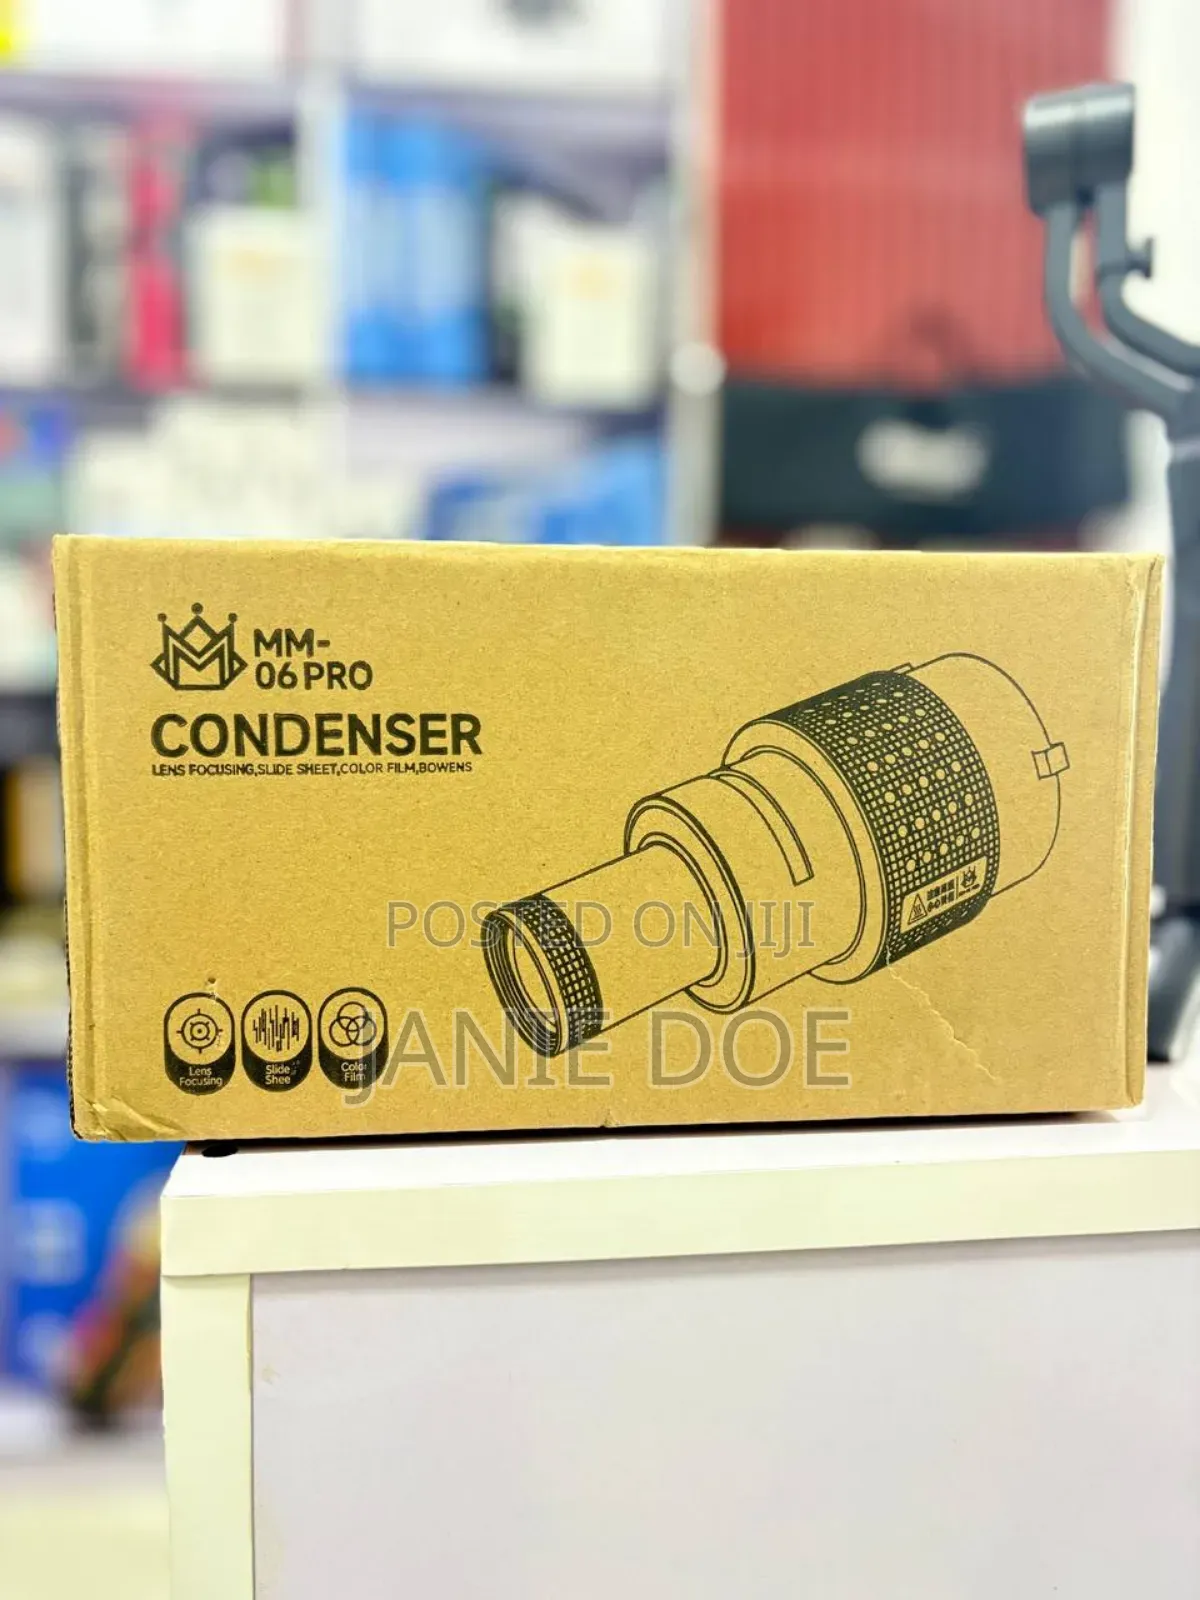 MM-
06 PRO
CONDENSER
LENS FOCUSING,SLIDE SHEET,COLOR FILM,BOWENS
POSTED ON JIJI
JANIE DOE
Lens
Focusing
Slide
Shee
Color
Film